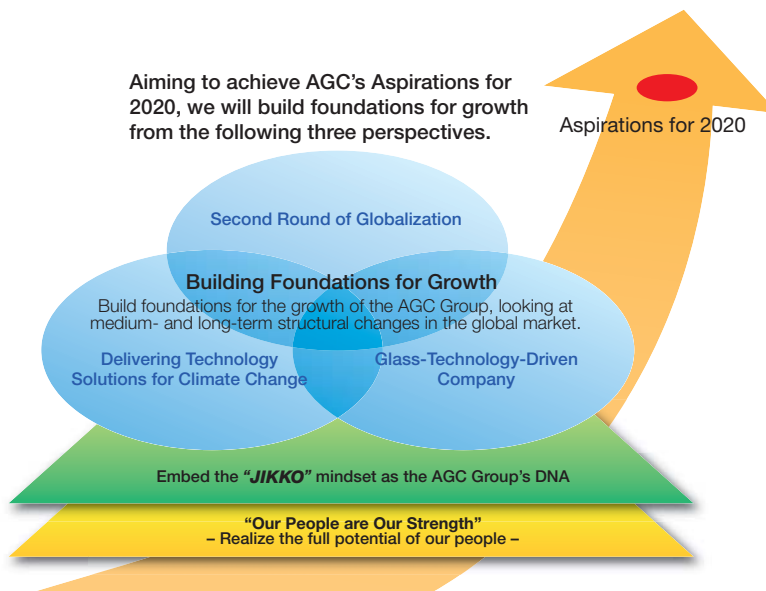 Aiming to achieve AGC's Aspirations for
2020, we will build foundations for growth
from the following three perspectives.
Aspirations for 2020
Second Round of Globalization
Building Foundations for Growth
Build foundations for the growth of the AGC Group, looking at
medium- and long-term structural changes in the global market.
Delivering Technology
Solutions for Climate Change
Glass-Technology-Driven
Company
Embed the "JIKKO" mindset as the AGC Group's DNA
"Our People are Our Strength"
– Realize the full potential of our people –